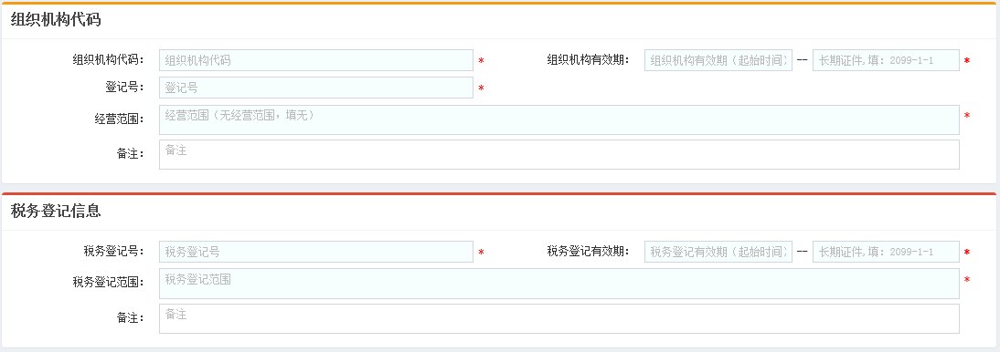 组织机构代码
组织机构代码： 组织机构代码 * 组织机构有效期： 组织机构有效期（起始时间） -- 长期证件,填：2099-1-1 *
登记号： 登记号 *
经营范围： 经营范围（无经营范围，填无） *
备注： 备注
税务登记信息
税务登记号： 税务登记号 * 税务登记有效期： 税务登记有效期（起始时间） -- 长期证件,填：2099-1-1 *
税务登记范围： 税务登记范围 *
备注： 备注